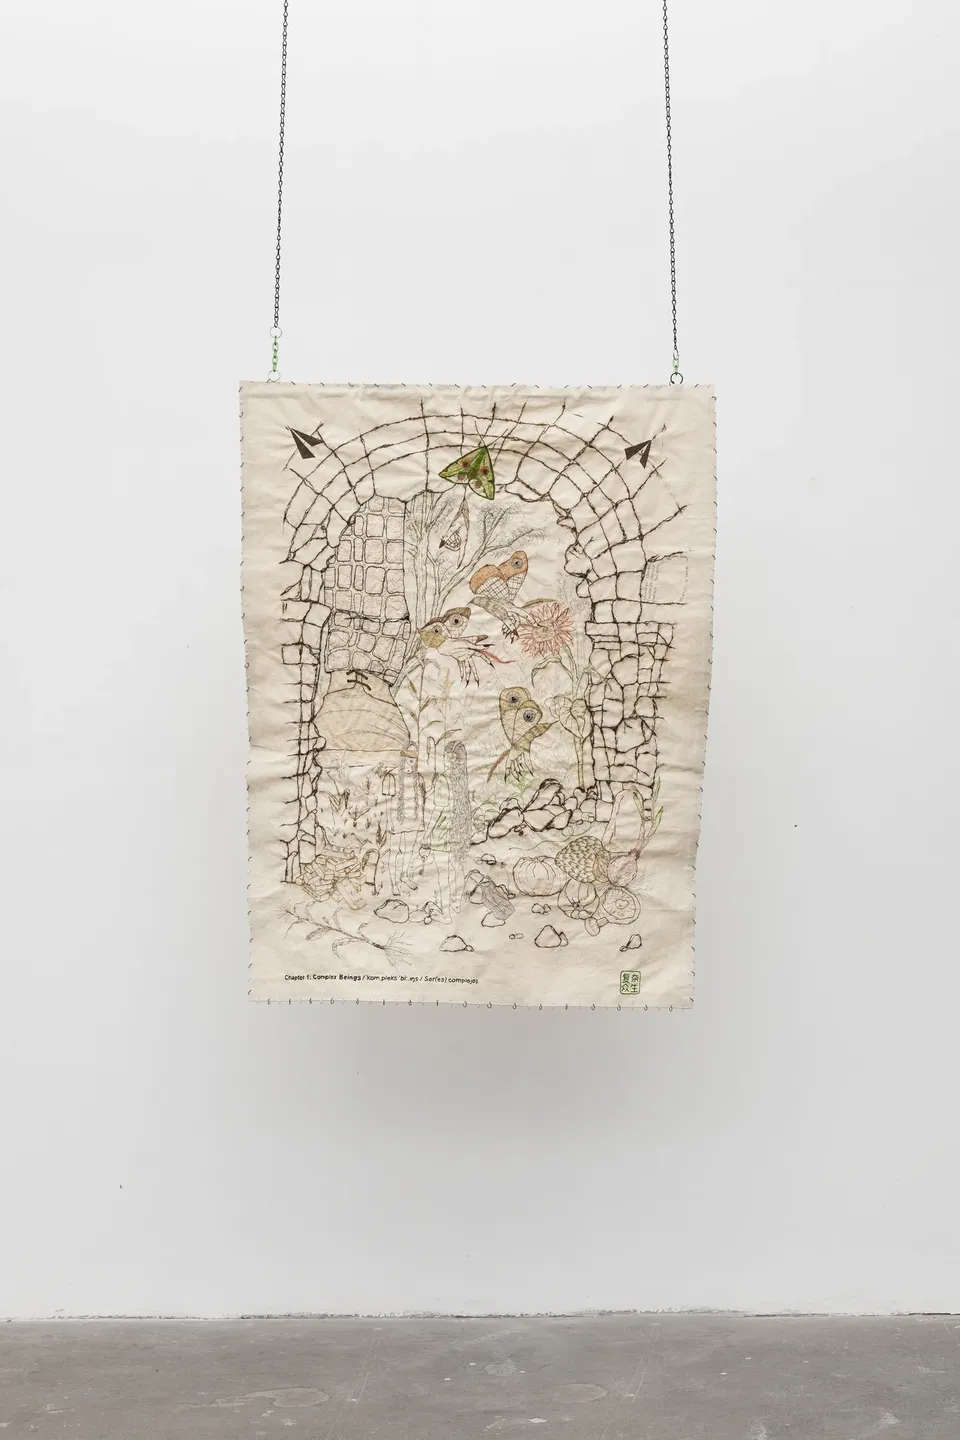 Chapter 1: Complex Beings / ˈkɒm.pleks ˈbiː.ɪŋs / Ser(es) complejos
复杂
众生